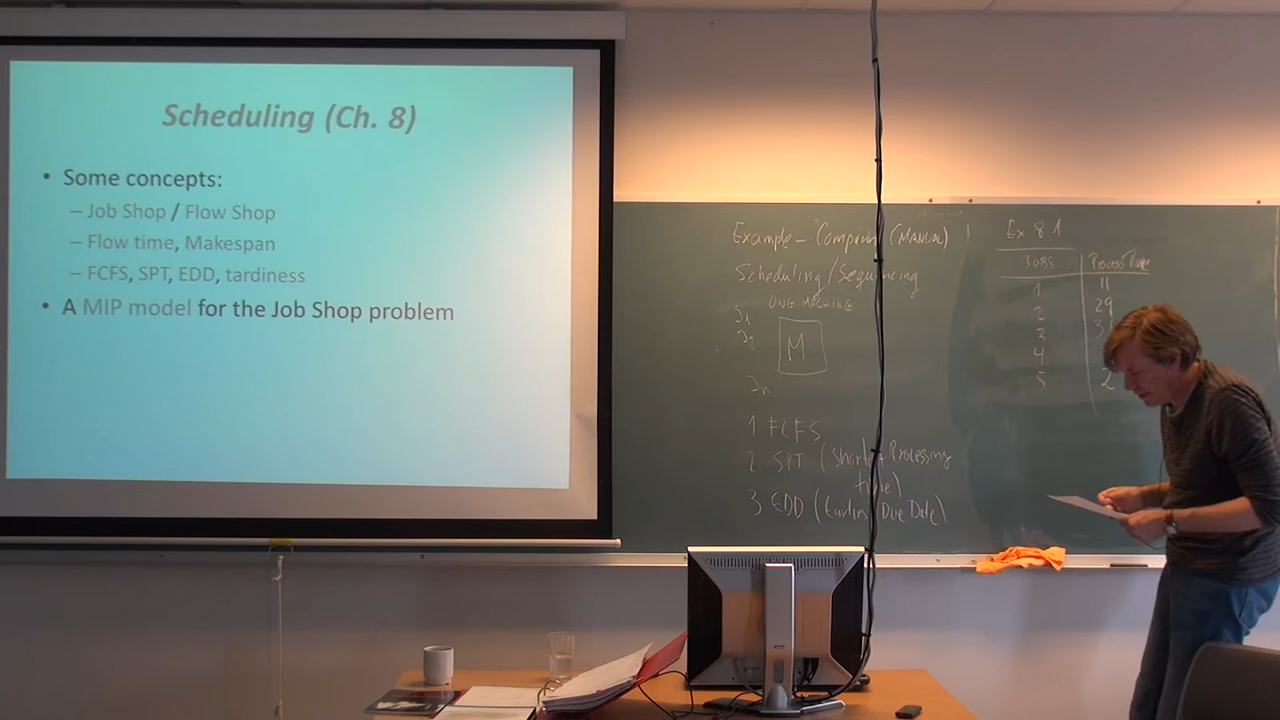 Scheduling (Ch. 8)
• Some concepts:
– Job Shop / Flow Shop
– Flow time, Makespan
– FCFS, SPT, EDD, tardiness
• A MIP model for the Job Shop problem
Example - (MANUAL)
Scheduling/Sequencing
ONE MACHINE
J1
J2
M
Jn
1 FCFS
2 SPT (Shortest Processing
time)
3 EDD (Earliest Due Date)
Ex 8.1
JOBS Process Time
1 11
2 29
3 3
4
5 2